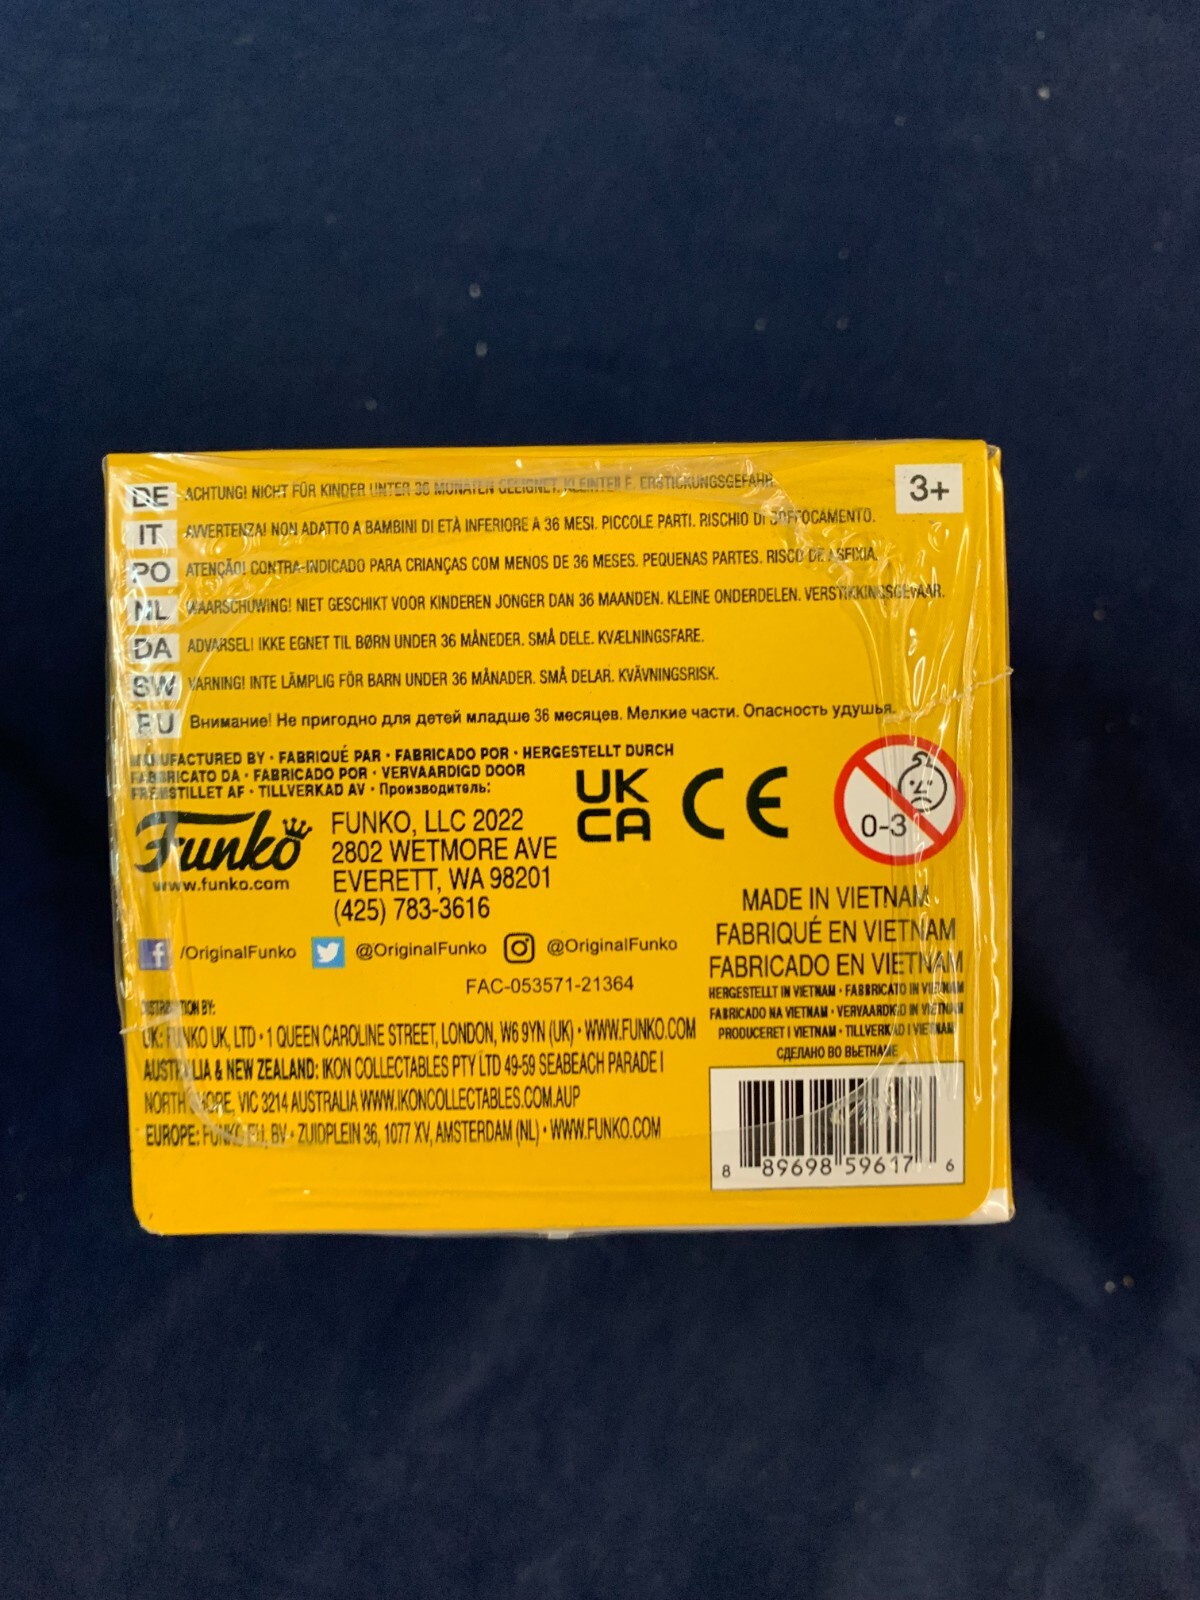 DE ACHTUNG! NICHT FÜR KINDER UNTER 36 MONATEN GEEIGNET. KLEINTEILE. ERSTICKUNGSGEFAHR.
3+
IT AVVERTENZA! NON ADATTO A BAMBINI DI ETÀ INFERIORE A 36 MESI. PICCOLE PARTI. RISCHIO DI SOFFOCAMENTO.
PO ATENÇÃO! CONTRA-INDICADO PARA CRIANÇAS COM MENOS DE 36 MESES. PEQUENAS PARTES. RISCO DE ASFIXIA.
NL WAARSCHUWING! NIET GESCHIKT VOOR KINDEREN JONGER DAN 36 MAANDEN. KLEINE ONDERDELEN. VERSTIKKINGSGEVAAR.
DA ADVARSEL! IKKE EGNET TIL BØRN UNDER 36 MÅNEDER. SMÅ DELE. KVÆLNINGSFARE.
SW VARNING! INTE LÄMPLIG FÖR BARN UNDER 36 MÅNADER. SMÅ DELAR. KVÄVNINGSRISK.
RU Внимание! Не пригодно для детей младше 36 месяцев. Мелкие части. Опасность удушья.
MANUFACTURED BY • FABRIQUÉ PAR • FABRICADO POR • HERGESTELLT DURCH
FABBRICATO DA • FABRICADO POR • VERVAARDIGD DOOR
FREMSTILLET AF • TILLVERKAD AV • Производитель:
UK
CA
CE
0-3
Funko
www.funko.com
FUNKO, LLC 2022
2802 WETMORE AVE
EVERETT, WA 98201
(425) 783-3616
/OriginalFunko @OriginalFunko @OriginalFunko
FAC-053571-21364
MADE IN VIETNAM
FABRIQUÉ EN VIETNAM
FABRICADO EN VIETNAM
HERGESTELLT IN VIETNAM • FABBRICATO IN VIETNAM
FABRICADO NA VIETNAM • VERVAARDIGD IN VIETNAM
PRODUCERET I VIETNAM • TILLVERKAD I VIETNAM
СДЕЛАНО ВО ВЬЕТНАМЕ
DISTRIBUTION BY:
UK: FUNKO UK, LTD • 1 QUEEN CAROLINE STREET, LONDON, W6 9YN (UK) • WWW.FUNKO.COM
AUSTRALIA & NEW ZEALAND: IKON COLLECTABLES PTY LTD 49-59 SEABEACH PARADE I
NORTH SHORE, VIC 3214 AUSTRALIA WWW.IKONCOLLECTABLES.COM.AUP
EUROPE: FUNKO EU, BV • ZUIDPLEIN 36, 1077 XV, AMSTERDAM (NL) • WWW.FUNKO.COM
8 89698 59617 6